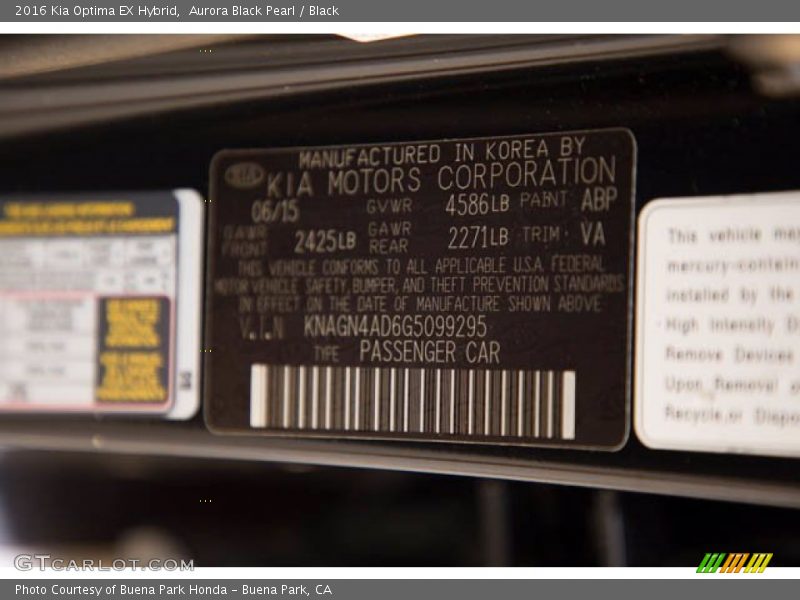 2016 Kia Optima EX Hybrid,  Aurora Black Pearl / Black
MANUFACTURED IN KOREA BY
KIA KIA MOTORS CORPORATION
06/15 GVWR 4586LB PAINT ABP
GAWR FRONT 2425LB GAWR REAR 2271LB TRIM: VA
THIS VEHICLE CONFORMS TO ALL APPLICABLE U.S.A. FEDERAL
MOTOR VEHICLE SAFETY, BUMPER, AND THEFT PREVENTION STANDARDS
IN EFFECT ON THE DATE OF MANUFACTURE SHOWN ABOVE
V.I.N KNAGN4AD6G5099295
TYPE PASSENGER CAR
This vehicle
mercury-contain
installed by the
High Intensity D
Remove Devices
Upon Removal
Recycle or Dispo
GTCARLOT.COM
Photo Courtesy of Buena Park Honda - Buena Park, CA